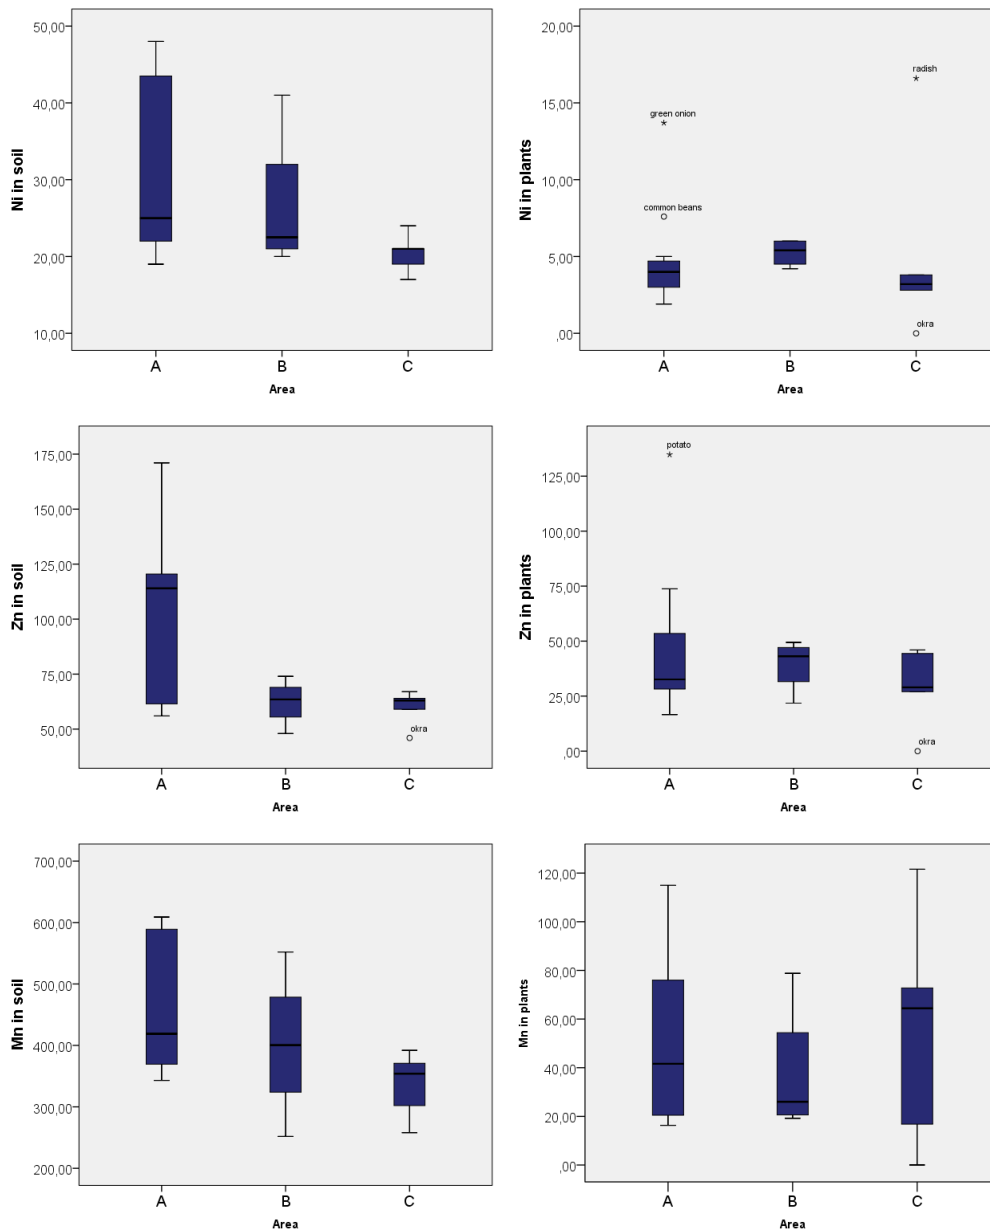 50,00
40,00
30,00
20,00
10,00
Ni in soil
A B C
Area
20,00
15,00
10,00
5,00
,00
Ni in plants
radish
green onion
common beans
okra
A B C
Area
175,00
150,00
125,00
100,00
75,00
50,00
Zn in soil
okra
A B C
Area
125,00
100,00
75,00
50,00
25,00
,00
Zn in plants
potato
okra
A B C
Area
700,00
600,00
500,00
400,00
300,00
200,00
Mn in soil
A B C
Area
120,00
100,00
80,00
60,00
40,00
20,00
,00
Mn in plants
A B C
Area